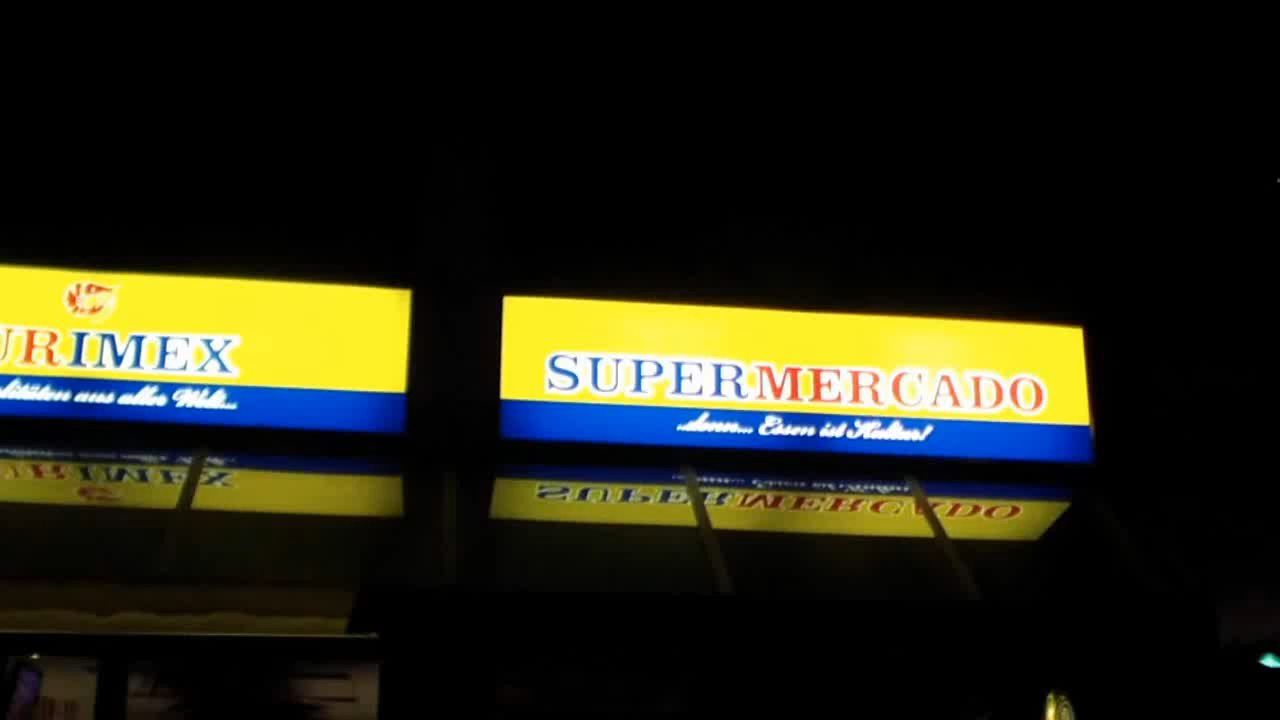 URIMEX
litäten aus aller Welt...
SUPERMERCADO
...denn... Essen ist Kultur!